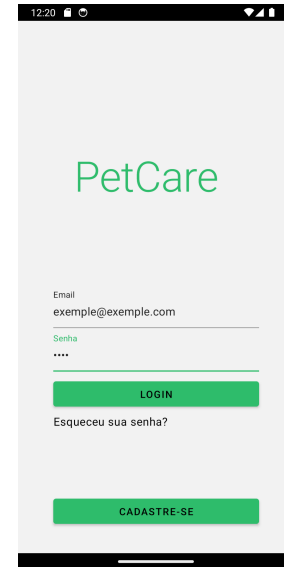 12:20
PetCare
Email
exemple@exemple.com
Senha
••••
LOGIN
Esqueceu sua senha?
CADASTRE-SE